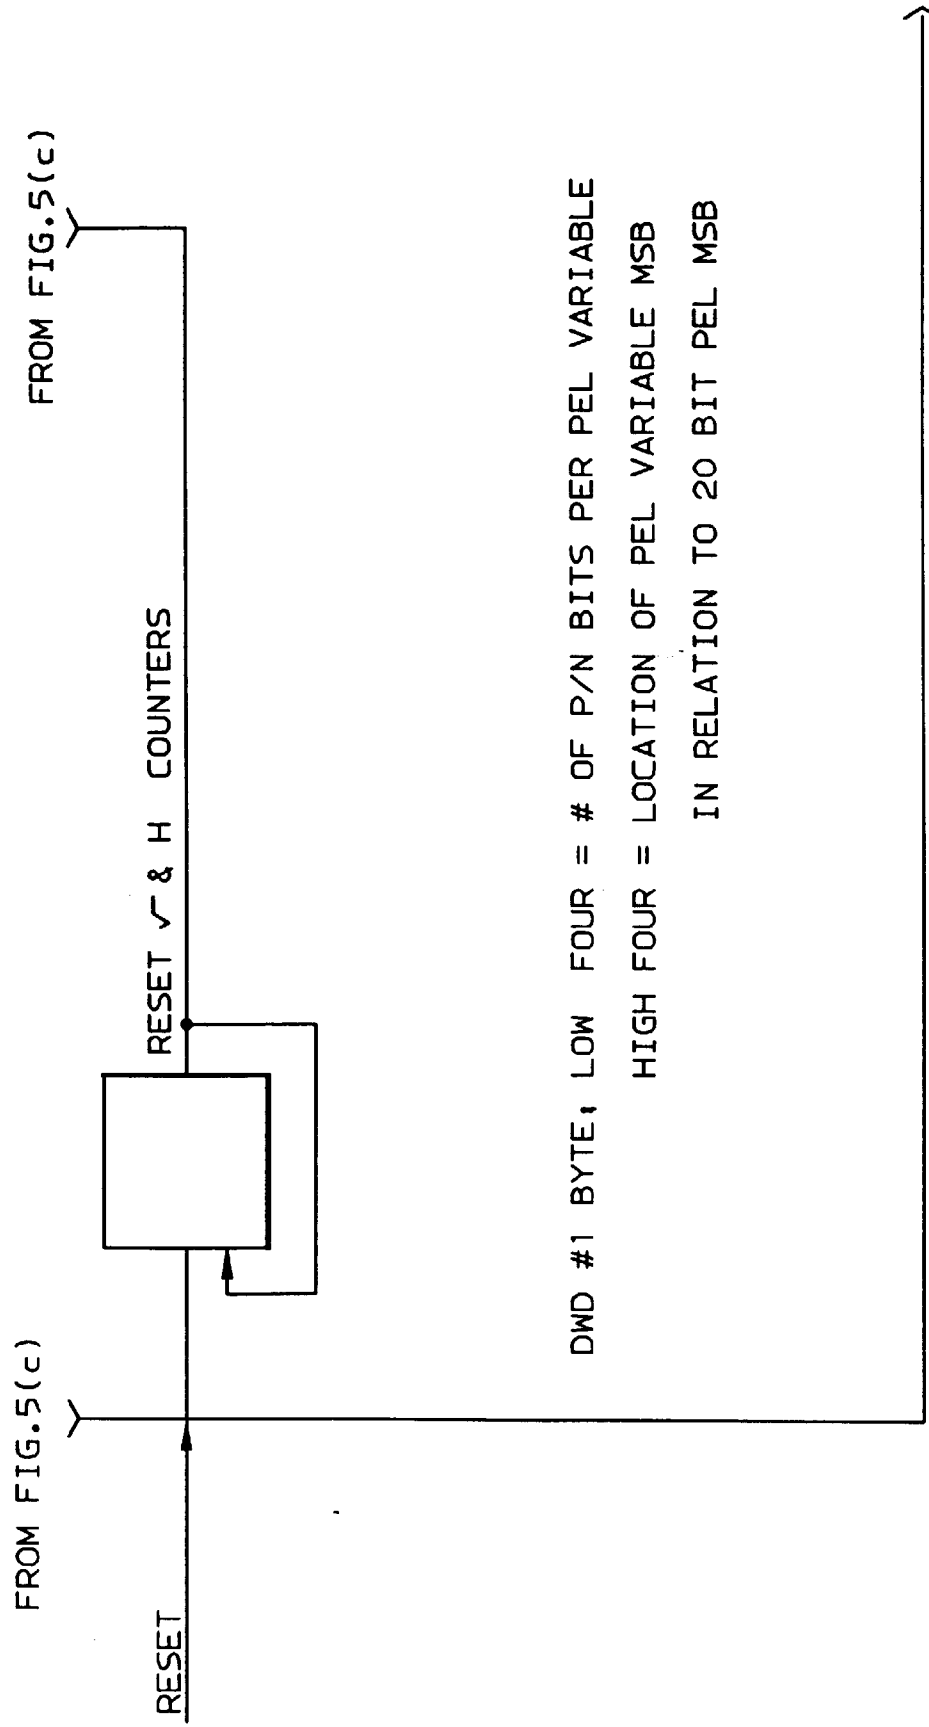 FROM FIG.5(c)
FROM FIG.5(c)
RESET
RESET √ & H COUNTERS
DWD #1 BYTE; LOW FOUR = # OF P/N BITS PER PEL VARIABLE
HIGH FOUR = LOCATION OF PEL VARIABLE MSB
IN RELATION TO 20 BIT PEL MSB